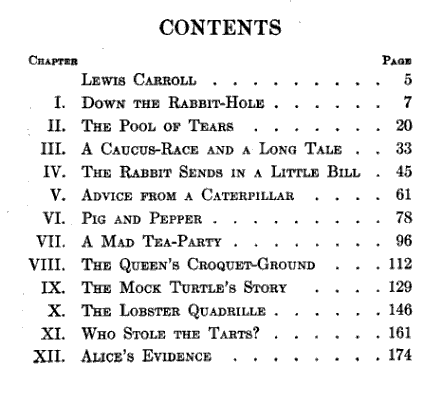 CONTENTS
CHAPTER PAGE
LEWIS CARROLL . . . . . . . . . 5
I. DOWN THE RABBIT-HOLE . . . . . . 7
II. THE POOL OF TEARS . . . . . . . 20
III. A CAUCUS-RACE AND A LONG TALE . . 33
IV. THE RABBIT SENDS IN A LITTLE BILL . 45
V. ADVICE FROM A CATERPILLAR . . . . 61
VI. PIG AND PEPPER . . . . . . . . . 78
VII. A MAD TEA-PARTY . . . . . . . . 96
VIII. THE QUEEN'S CROQUET-GROUND . . . 112
IX. THE MOCK TURTLE'S STORY . . . . 129
X. THE LOBSTER QUADRILLE . . . . . . 146
XI. WHO STOLE THE TARTS? . . . . . . 161
XII. ALICE'S EVIDENCE . . . . . . . . 174